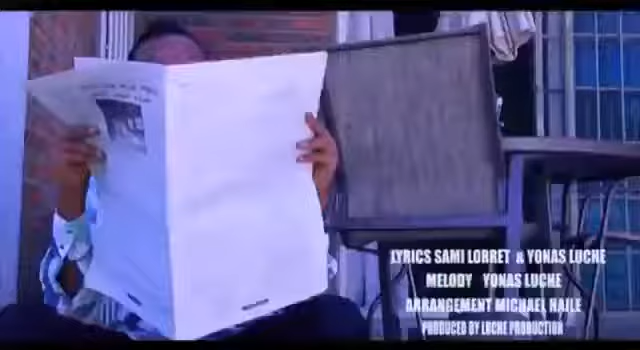 LYRICS SAMI LORRET & YONAS LUCHE
MELODY YONAS LUCHE
ARRANGEMENT MICHAEL HAILE
PRODUCED BY LUCHE PRODUCTION